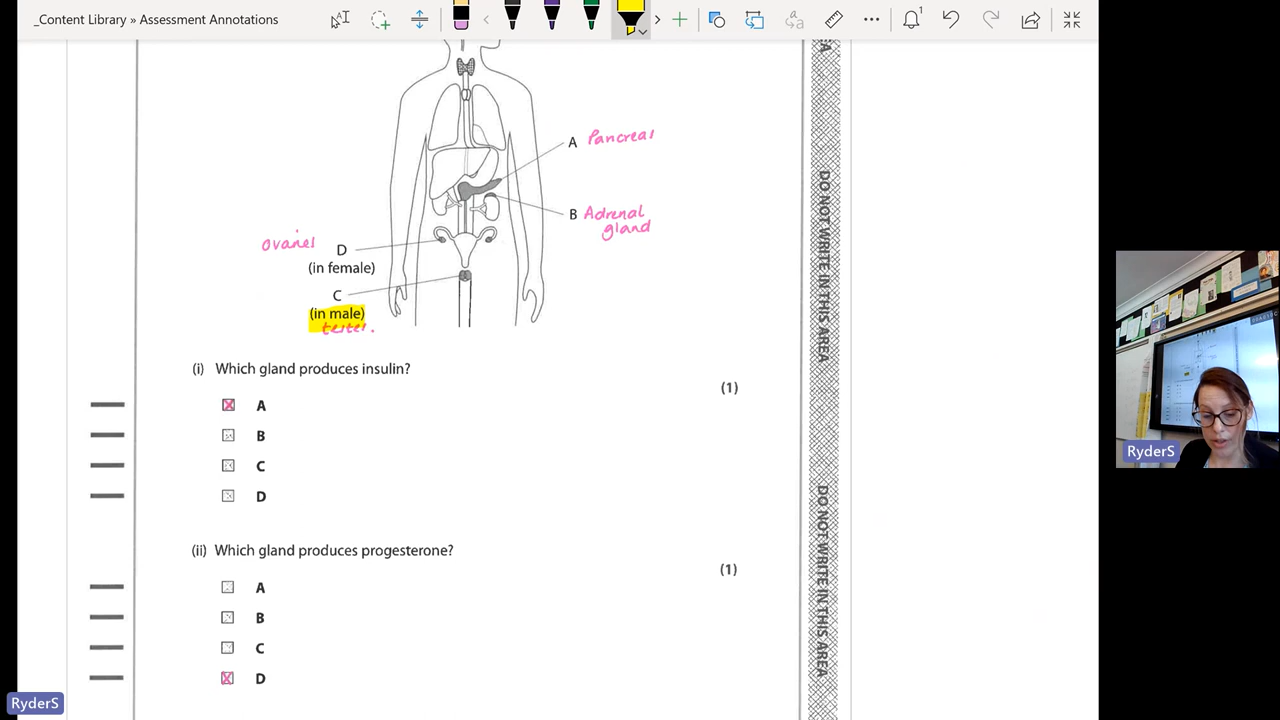 _Content Library » Assessment Annotations
A Pancreas
B Adrenal
gland
ovaries D
(in female)
C
(in male)
testes.
(i) Which gland produces insulin?
(1)
A
B
C
D
(ii) Which gland produces progesterone?
(1)
A
B
C
D
DO NOT WRITE IN THIS AREA
DO NOT WRITE IN THIS AREA
RyderS
RyderS